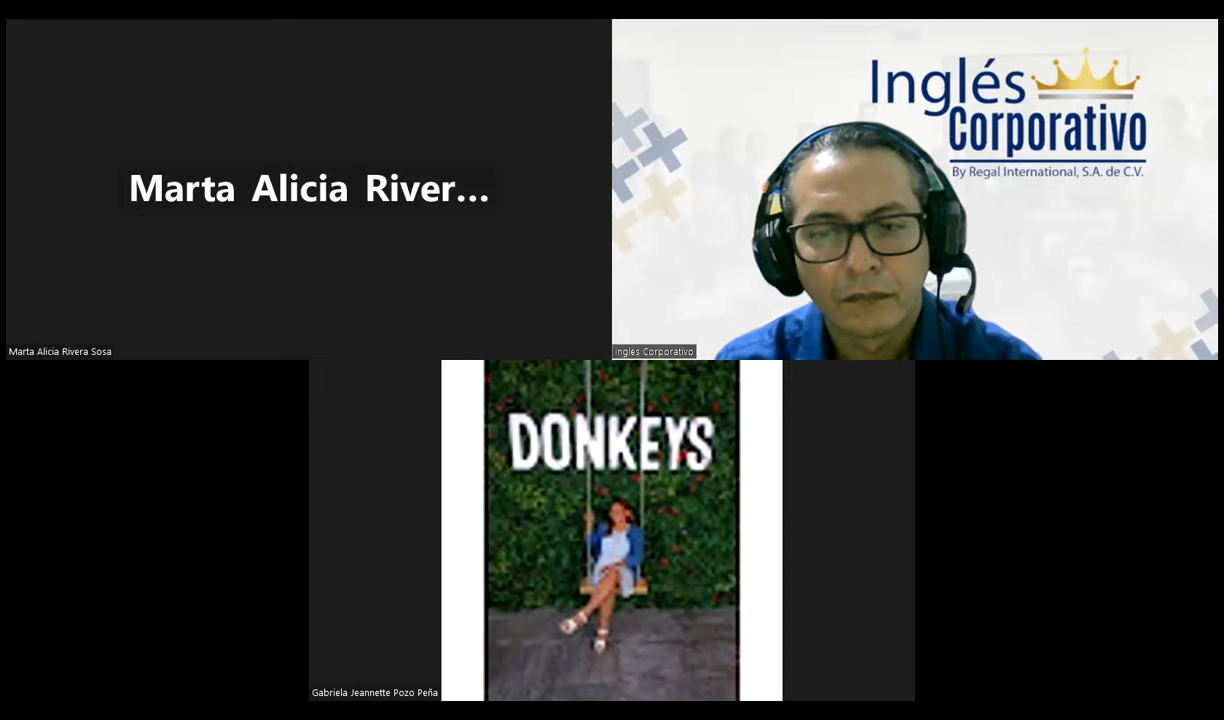 Marta Alicia River...
Marta Alicia Rivera Sosa
Inglés
Corporativo
By Regal International, S.A. de C.V.
Ingles Corporativo
DONKEYS
Gabriela Jeannette Pozo Peña